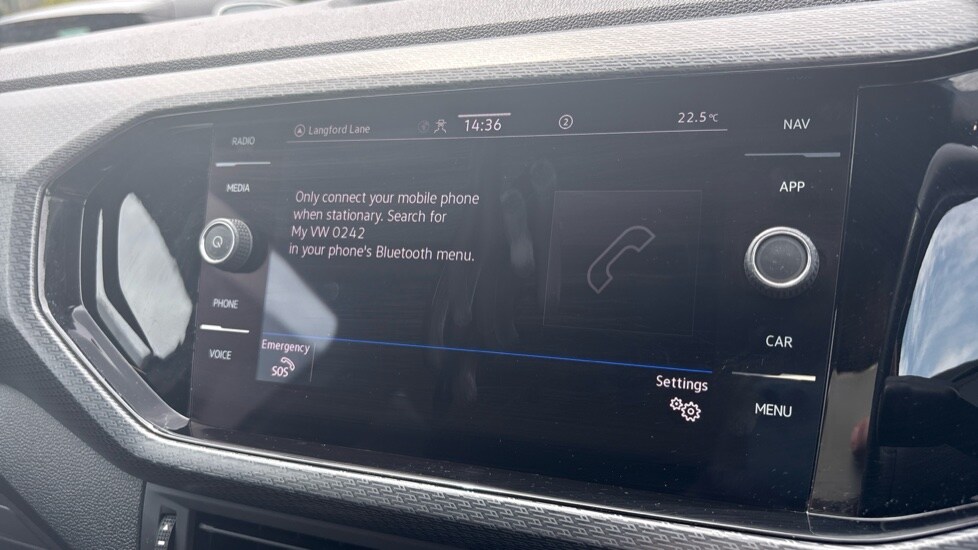 RADIO
Langford Lane
14:36
2
22.5°C
NAV
MEDIA
APP
Only connect your mobile phone
when stationary. Search for
My VW 0242
in your phone's Bluetooth menu.
PHONE
CAR
VOICE
Emergency
SOS
Settings
MENU